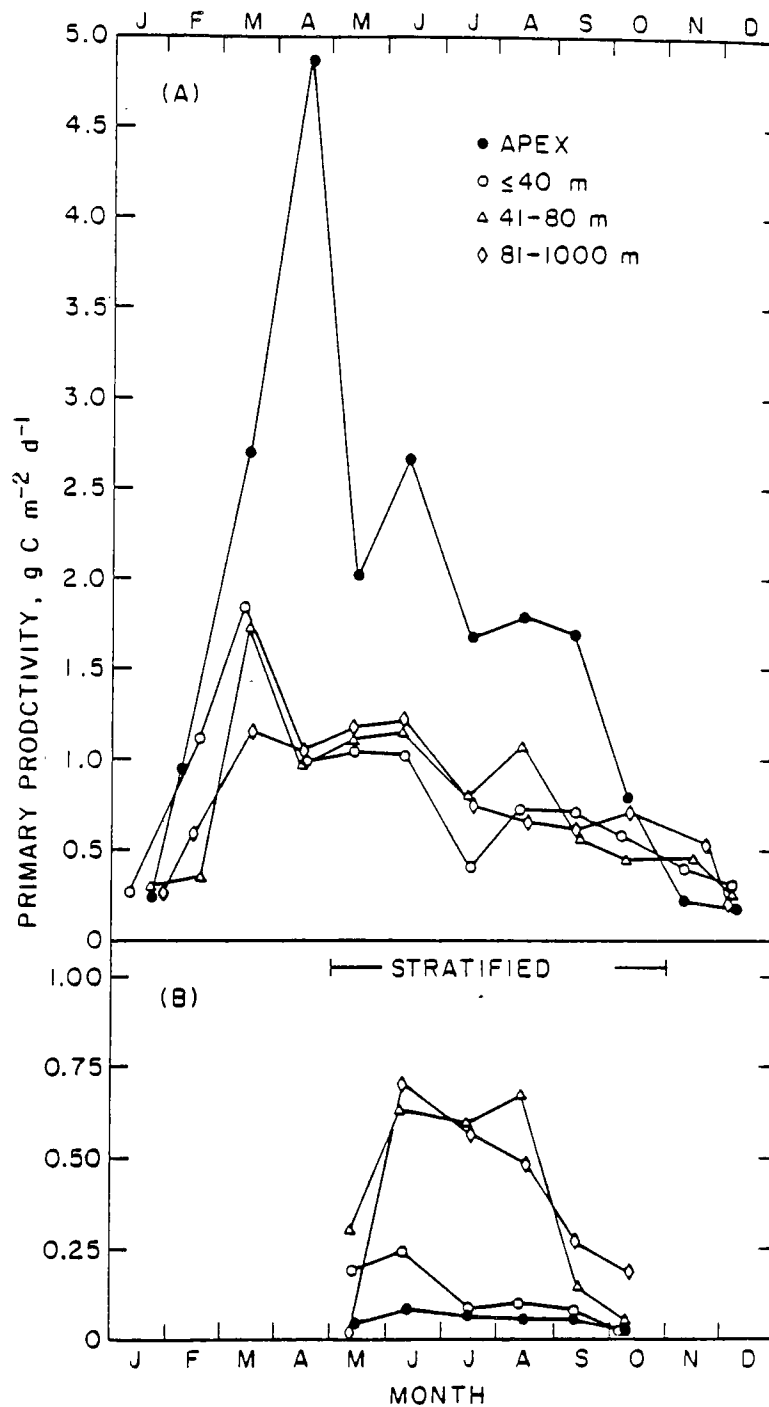 J F M A M J J A S O N D
5.0
(A)
4.5
APEX
≤40 m
4.0
41-80 m
81-1000 m
3.5
3.0
2.5
2.0
1.5
1.0
0.5
0
PRIMARY PRODCTIVITY, g C m⁻² d⁻¹
1.00
STRATIFIED
(B)
0.75
0.50
0.25
0
J F M A M J J A S O N D
MONTH